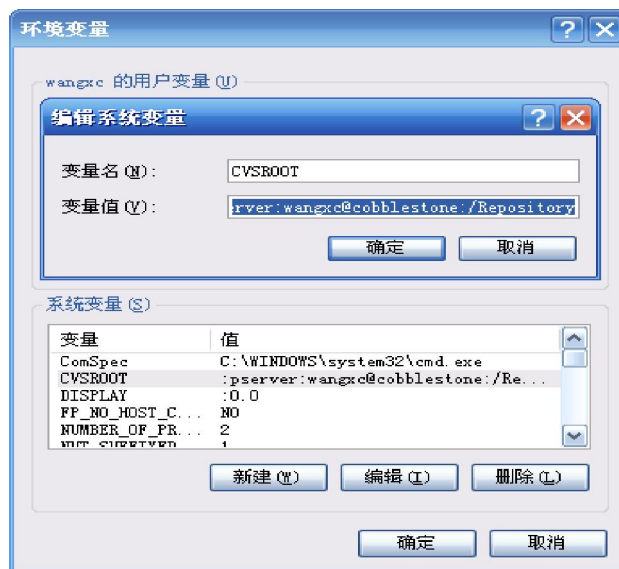 环境变量
wangxc 的用户变量(U)
编辑系统变量
变量名(N): CVSROOT
变量值(V): erver:wangxc@cobblestone:/Repository
确定 取消
系统变量(S)
变量 值
ComSpec C:\WINDOWS\system32\cmd.exe
CVSROOT :pserver:wangxc@cobblestone:/Re...
DISPLAY :0.0
FP_NO_HOST_C... NO
NUMBER_OF_PR... 2
新建(W) 编辑(I) 删除(L)
确定 取消